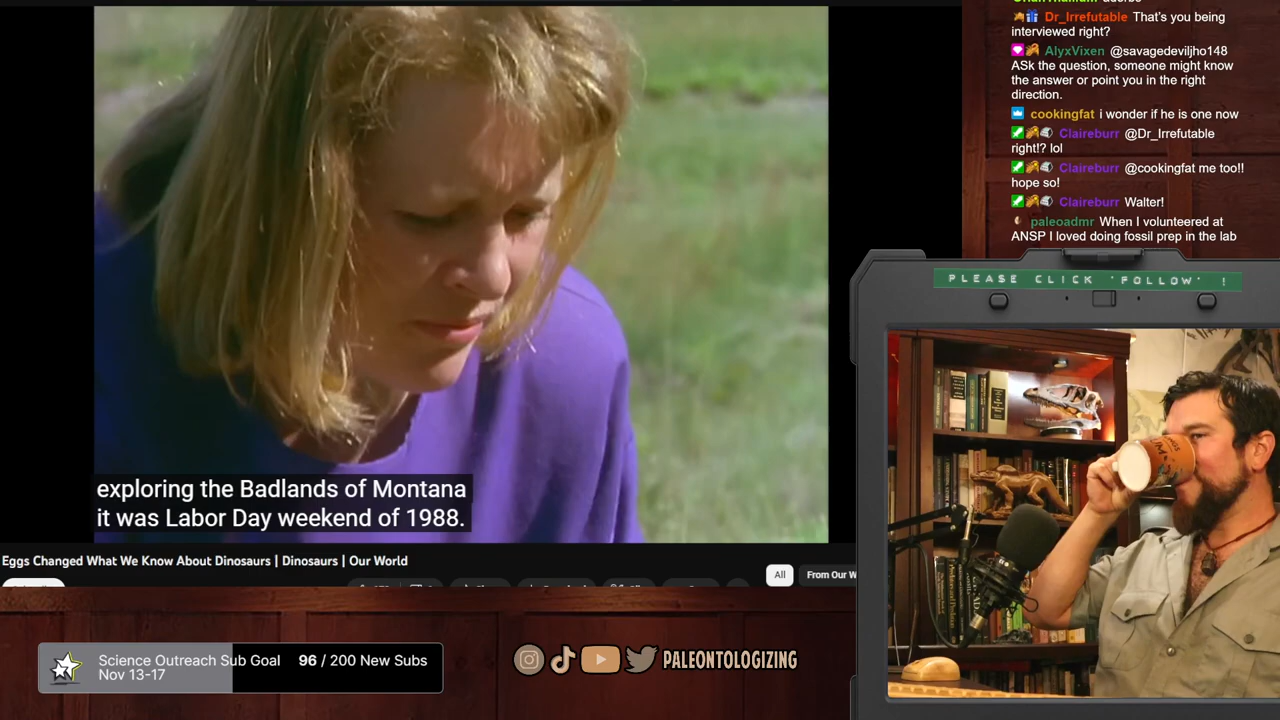 Dr_Irrefutable That's you being
interviewed right?
AlyxVixen @savagedeviljho148
ASk the question, someone might know
the answer or point you in the right
direction.
cookingfat i wonder if he is one now
Claireburr @Dr_Irrefutable
right!? lol
Claireburr @cookingfat me too!!
hope so!
Claireburr Walter!
paleoadmr When I volunteered at
ANSP I loved doing fossil prep in the lab
PLEASE CLICK 'FOLLOW' !
exploring the Badlands of Montana
it was Labor Day weekend of 1988.
Eggs Changed What We Know About Dinosaurs | Dinosaurs | Our World
All
From Our W
Science Outreach Sub Goal 96 / 200 New Subs
Nov 13-17
PALEONTOLOGIZING